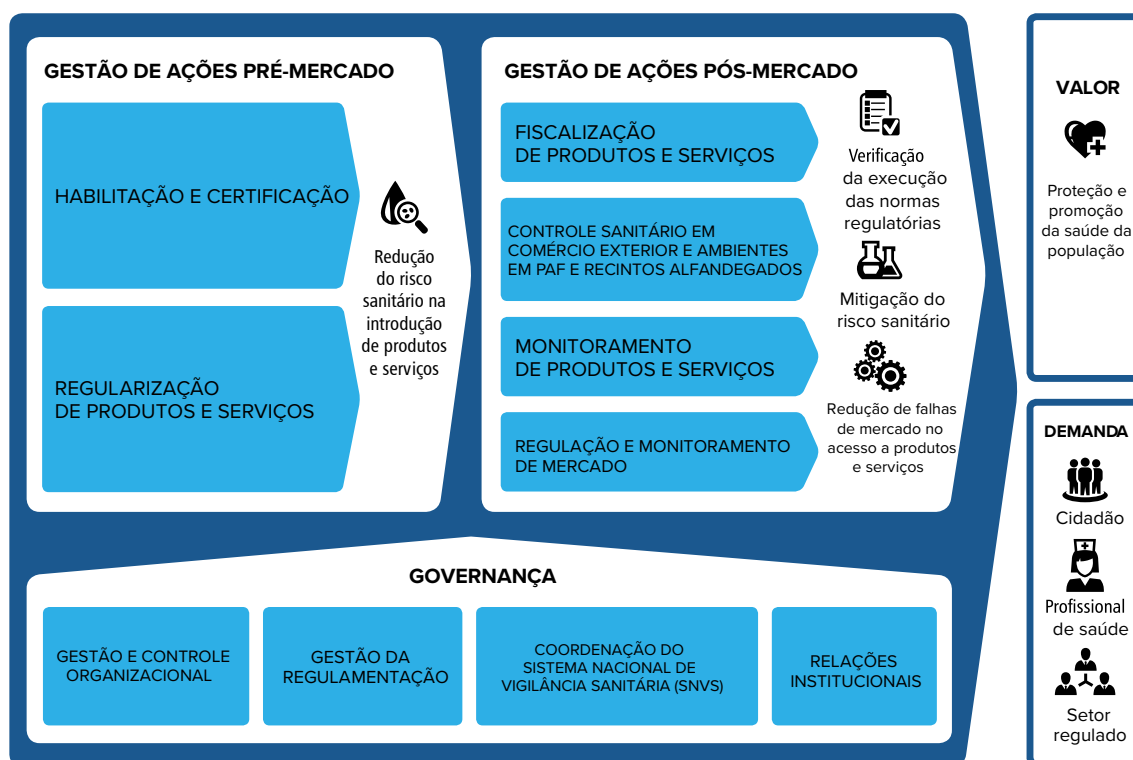 GESTÃO DE AÇÕES PRÉ-MERCADO
HABILITAÇÃO E CERTIFICAÇÃO
REGULARIZAÇÃO
DE PRODUTOS E SERVIÇOS
Redução
do risco
sanitário na
introdução
de produtos
e serviços
GESTÃO DE AÇÕES PÓS-MERCADO
FISCALIZAÇÃO
DE PRODUTOS E SERVIÇOS
CONTROLE SANITÁRIO EM
COMÉRCIO EXTERIOR E AMBIENTES
EM PAF E RECINTOS ALFANDEGADOS
MONITORAMENTO
DE PRODUTOS E SERVIÇOS
REGULAÇÃO E MONITORAMENTO
DE MERCADO
Verificação
da execução
das normas
regulatórias
Mitigação do
risco sanitário
Redução de falhas
de mercado no
acesso a produtos
e serviços
GOVERNANÇA
GESTÃO E CONTROLE
ORGANIZACIONAL
GESTÃO DA
REGULAMENTAÇÃO
COORDENAÇÃO DO
SISTEMA NACIONAL DE
VIGILÂNCIA SANITÁRIA (SNVS)
RELAÇÕES
INSTITUCIONAIS
VALOR
Proteção e
promoção
da saúde da
população
DEMANDA
Cidadão
Profissional
de saúde
Setor
regulado